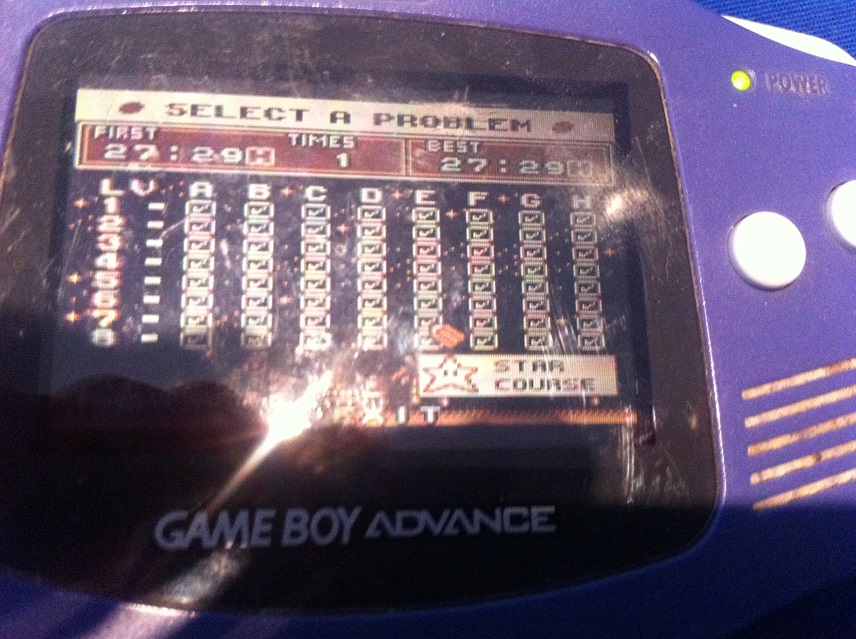 SELECT A PROBLEM
FIRST TIMES BEST
27:29 1 27:29
LV A B C D E F G H
1
2
3
4
5
6
7
8
STAR
COURSE
EXIT
GAME BOY ADVANCE
POWER